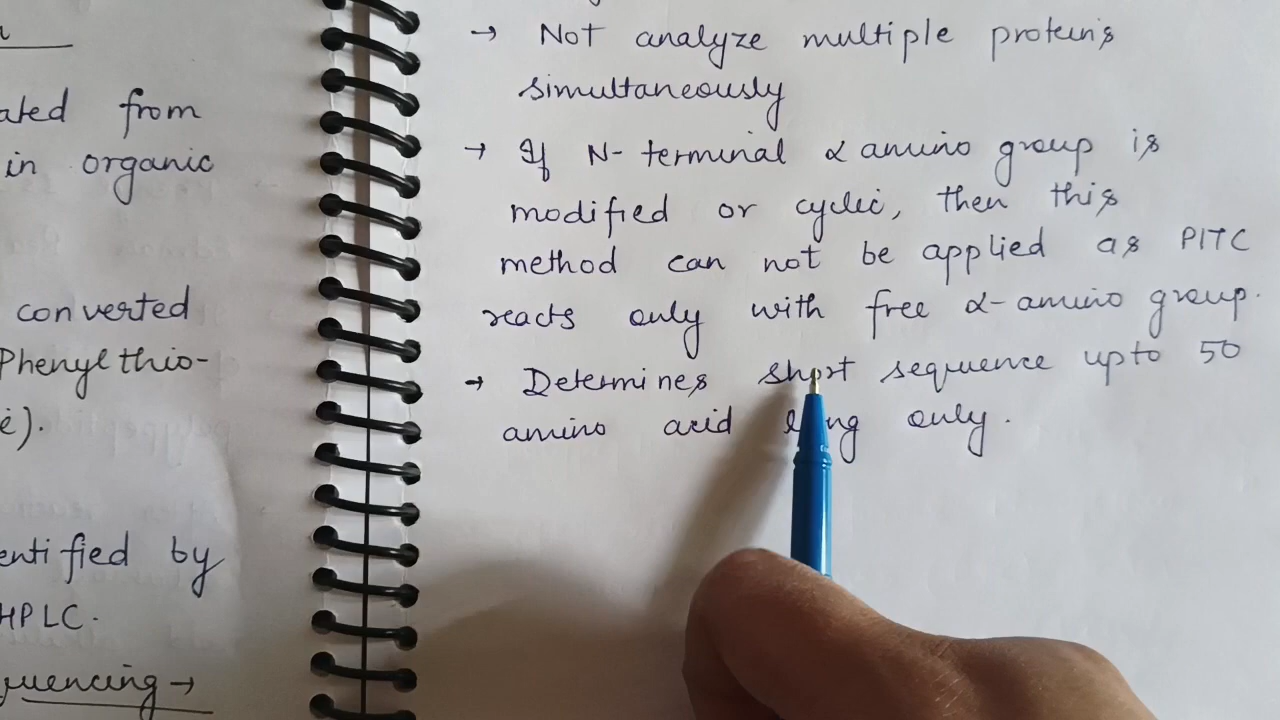 ated from
in organic
converted
Phenylthio-
entified by
HPLC.
quencing →
→ Not analyze multiple proteins
simultaneously
→ If N-terminal α amino group is
modified or cyclic, then this
method can not be applied as PITC
reacts only with free α-amino group.
→ Determines short sequence upto 50
amino acid long only.